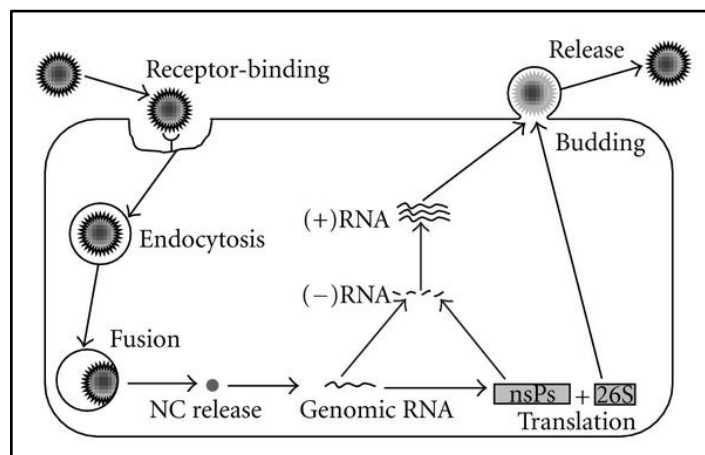 Release
Receptor-binding
Budding
(+)RNA
Endocytosis
(−)RNA
Fusion
nsPs + 26S
NC release
Genomic RNA
Translation